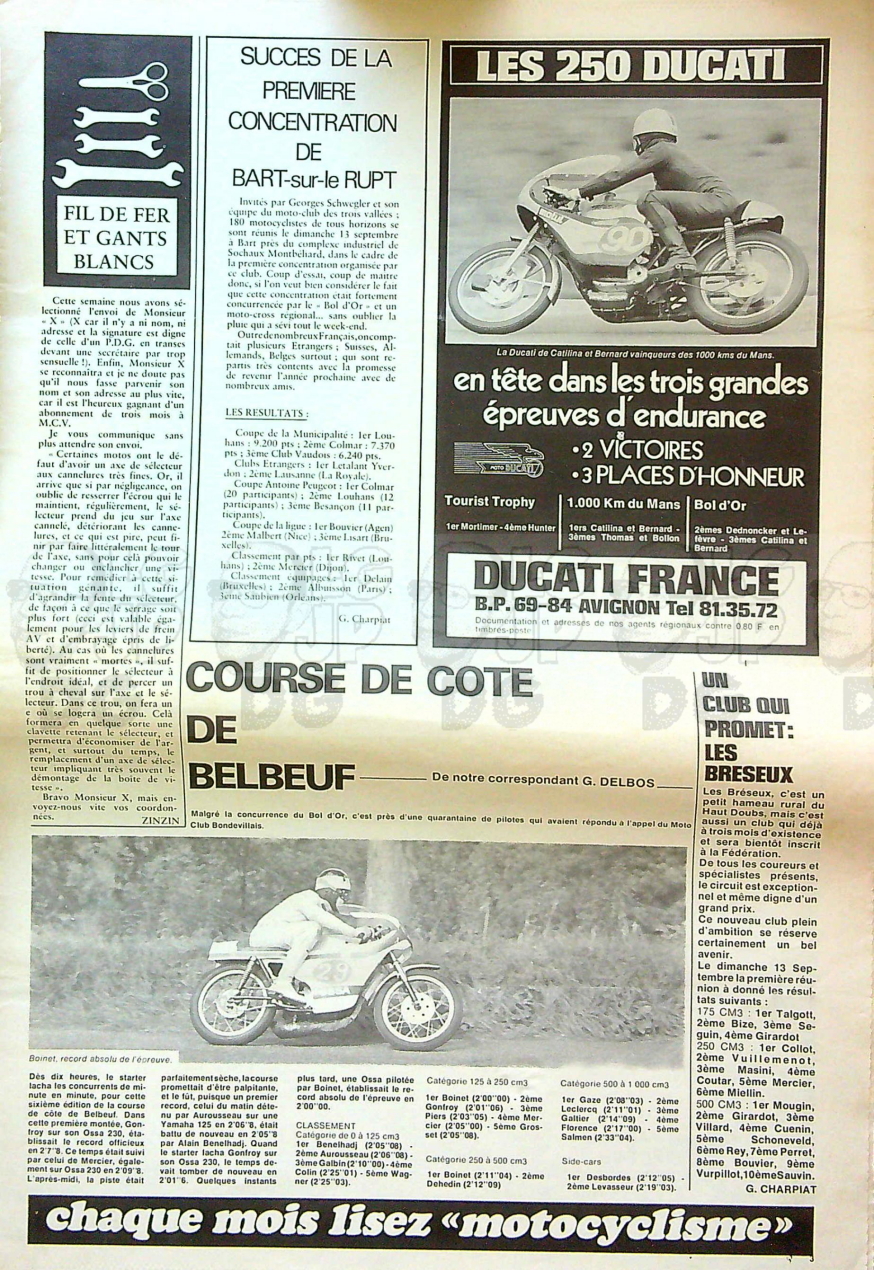 FIL DE FER
ET GANTS
BLANCS
Cette semaine nous avons sé-
lectionné l'envoi de Monsieur
« X » (X car il n'y a ni nom, ni
adresse et la signature est digne
de celle d'un P.D.G. en transes
devant une secrétaire par trop
sensuelle !). Enfin, Monsieur X
se reconnaîtra et je ne doute pas
qu'il nous fasse parvenir son
nom et son adresse au plus vite,
car il est l'heureux gagnant d'un
abonnement de trois mois à
M.C.V.
Je vous communique sans
plus attendre son envoi.
« Certaines motos ont le dé-
faut d'avoir un axe de sélecteur
aux cannelures très fines. Or, il
arrive que si par négligeance, on
oublie de resserrer l'écrou qui le
maintient, régulièrement, le sé-
lecteur prend du jeu sur l'axe
cannelé, détériorant les canne-
lures, et ce qui est pire, peut fi-
nir par faire littéralement le tour
de l'axe, sans pour celà pouvoir
changer ou enclancher une vi-
tesse. Pour remédier à cette si-
tuation gênante, il suffit
d'agrandir la fente du sélecteur,
de façon à ce que le serrage soit
plus fort (ceci est valable éga-
lement pour les leviers de frein
AV et d'embrayage épris de li-
berté). Au cas où les cannelures
sont vraiment « mortes », il suf-
fit de positionner le sélecteur à
l'endroit idéal, et de percer un
trou à cheval sur l'axe et le sé-
lecteur. Dans ce trou, on fera un
e où se logera un écrou. Celà
formera en quelque sorte une
clavette retenant le sélecteur, et
permettra d'économiser de l'ar-
gent, et surtout du temps, le
remplacement d'un axe de sélec-
teur impliquant très souvent le
démontage de la boite de vi-
tesse ».
Bravo Monsieur X, mais en-
voyez-nous vite vos coordon-
nées.
ZINZIN
SUCCES DE LA
PREMIERE
CONCENTRATION
DE
BART-sur-le RUPT
Invités par Georges Schwegler et son
équipe du moto-club des trois vallées ;
180 motocyclistes de tous horizons se
sont réunis le dimanche 13 septembre
à Bart près du complexe industriel de
Sochaux Montbéliard, dans le cadre de
la première concentration organisée par
ce club. Coup d'essai, coup de maître
donc, si l'on veut bien considérer le fait
que cette concentration était fortement
concurrencée par le « Bol d'Or » et un
moto-cross regional... sans oublier la
pluie qui a sévi tout le week-end.
Outre de nombreux Français, on comp-
tait plusieurs Etrangers ; Suisses, Al-
lemands, Belges surtout ; qui sont re-
partis très contents avec la promesse
de revenir l'année prochaine avec de
nombreux amis.
LES RESULTATS :
Coupe de la Municipalité : 1er Lou-
hans : 9.200 pts ; 2ème Colmar : 7.370
pts ; 3ème Club Vaudois : 6.240 pts.
Clubs Etrangers : 1er Letalant Yver-
don ; 2ème Lausanne (La Royale).
Coupe Antoine Peugeot : 1er Colmar
(20 participants) ; 2ème Louhans (12
participants) ; 3ème Besançon (11 par-
ticipants).
Coupe de la ligue : 1er Bouvier (Agen)
2ème Malbert (Nice) ; 3ème Lisart (Bru-
xelles).
Classement par pts : 1er Rivet (Lou-
hans) ; 2ème Mercier (Dijon).
Classement equipages : 1er Delain
(Bruxelles) ; 2ème Albuisson (Paris) ;
3ème Saubien (Orléans).
G. Charpiat
LES 250 DUCATI
90
La Ducati de Catilina et Bernard vainqueurs des 1000 kms du Mans.
en tête dans les trois grandes
épreuves d'endurance
• 2 VICTOIRES
• 3 PLACES D'HONNEUR
MOTO DUCATI
Tourist Trophy
1er Mortimer - 4ème Hunter
1.000 Km du Mans
1ers Catilina et Bernard -
3èmes Thomas et Bollon
Bol d'Or
2èmes Dednoncker et Le-
fèvre - 3èmes Catilina et
Bernard
DUCATI FRANCE
B.P. 69-84 AVIGNON Tel 81.35.72
Documentation et adresses de nos agents régionaux contre 0.80 F en
timbres-poste
COURSE DE COTE
DE
BELBEUF
De notre correspondant G. DELBOS
Malgré la concurrence du Bol d'Or, c'est près d'une quarantaine de pilotes qui avaient répondu à l'appel du Moto
Club Bondevillais.
29
Boinet, record absolu de l'épreuve.
Dès dix heures, le starter
lacha les concurrents de mi-
nute en minute, pour cette
sixième édition de la course
de côte de Belbeuf. Dans
cette première montée, Gon-
froy sur son Ossa 230, éta-
blissait le record officieux
en 2'7''8. Ce temps était suivi
par celui de Mercier, égale-
ment sur Ossa 230 en 2'09''8.
L'après-midi, la piste était
parfaitement sèche, la course
promettait d'être palpitante,
et le fût, puisque un premier
record, celui du matin déte-
nu par Aurousseau sur une
Yamaha 125 en 2'06''8, était
battu de nouveau en 2'05''8
par Alain Benelhadj. Quand
le starter lacha Gonfroy sur
son Ossa 230, le temps de-
vait tomber de nouveau en
2'01''6. Quelques instants
plus tard, une Ossa pilotée
par Boinet, établissait le re-
cord absolu de l'épreuve en
2'00''00.
CLASSEMENT
Catégorie de 0 à 125 cm3
1er Benelhadj (2'05''08) -
2ème Aurousseau (2'06''08) -
3ème Galbin (2'10''00) - 4ème
Colin (2'25''01) - 5ème Wag-
ner (2'25''03).
Catégorie 125 à 250 cm3
1er Boinet (2'00''00) - 2ème
Gonfroy (2'01''06) - 3ème
Piers (2'03''05) - 4ème Mer-
cier (2'05''00) - 5ème Gros-
set (2'05''08).
Catégorie 250 à 500 cm3
1er Boinet (2'11''04) - 2ème
Dehedin (2'12''09)
Catégorie 500 à 1 000 cm3
1er Gaze (2'08''03) - 2ème
Leclercq (2'11''01) - 3ème
Galtier (2'14''09) - 4ème
Florence (2'17''00) - 5ème
Salmen (2'33''04).
Side-cars
1er Desbordes (2'12''05) -
2ème Levasseur (2'19''03).
UN
CLUB QUI
PROMET:
LES
BRESEUX
Les Bréseux, c'est un
petit hameau rural du
Haut Doubs, mais c'est
aussi un club qui déjà
à trois mois d'existence
et sera bientôt inscrit
à la Fédération.
De tous les coureurs et
spécialistes présents,
le circuit est exception-
nel et même digne d'un
grand prix.
Ce nouveau club plein
d'ambition se réserve
certainement un bel
avenir.
Le dimanche 13 Sep-
tembre la première réu-
nion à donné les résul-
tats suivants :
175 CM3 : 1er Talgott,
2ème Bize, 3ème Se-
guin, 4ème Girardot
250 CM3 : 1er Collot,
2ème Vuillemenot,
3ème Masini, 4ème
Coutar, 5ème Mercier,
6ème Miellin.
500 CM3 : 1er Mougin,
2ème Girardot, 3ème
Villard, 4ème Cuenin,
5ème Schoneveld,
6ème Rey, 7ème Perret,
8ème Bouvier, 9ème
Vurpillot, 10ème Sauvin.
G. CHARPIAT
chaque mois lisez «motocyclisme»